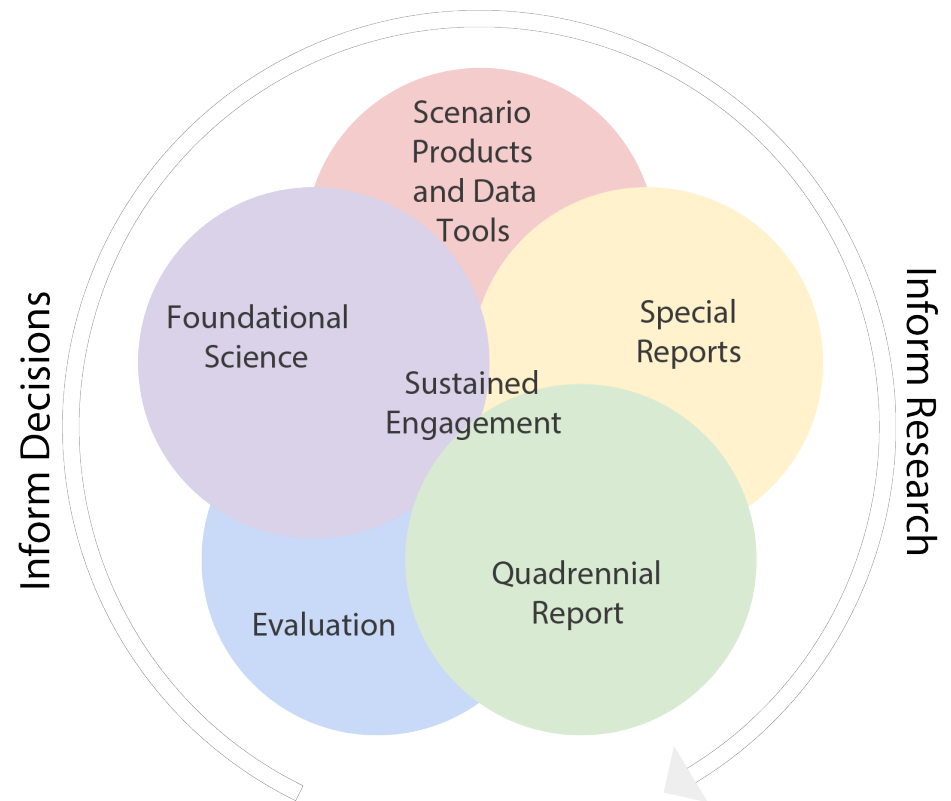 Scenario
Products
and Data
Tools
Foundational
Science
Special
Reports
Sustained
Engagement
Quadrennial
Report
Evaluation
Inform Decisions
Inform Research